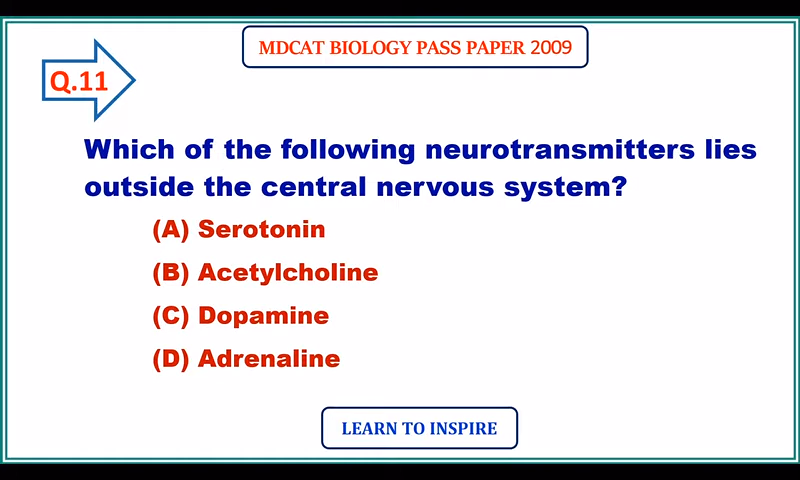 MDCAT BIOLOGY PASS PAPER 2009
Q.11
Which of the following neurotransmitters lies
outside the central nervous system?
(A) Serotonin
(B) Acetylcholine
(C) Dopamine
(D) Adrenaline
LEARN TO INSPIRE